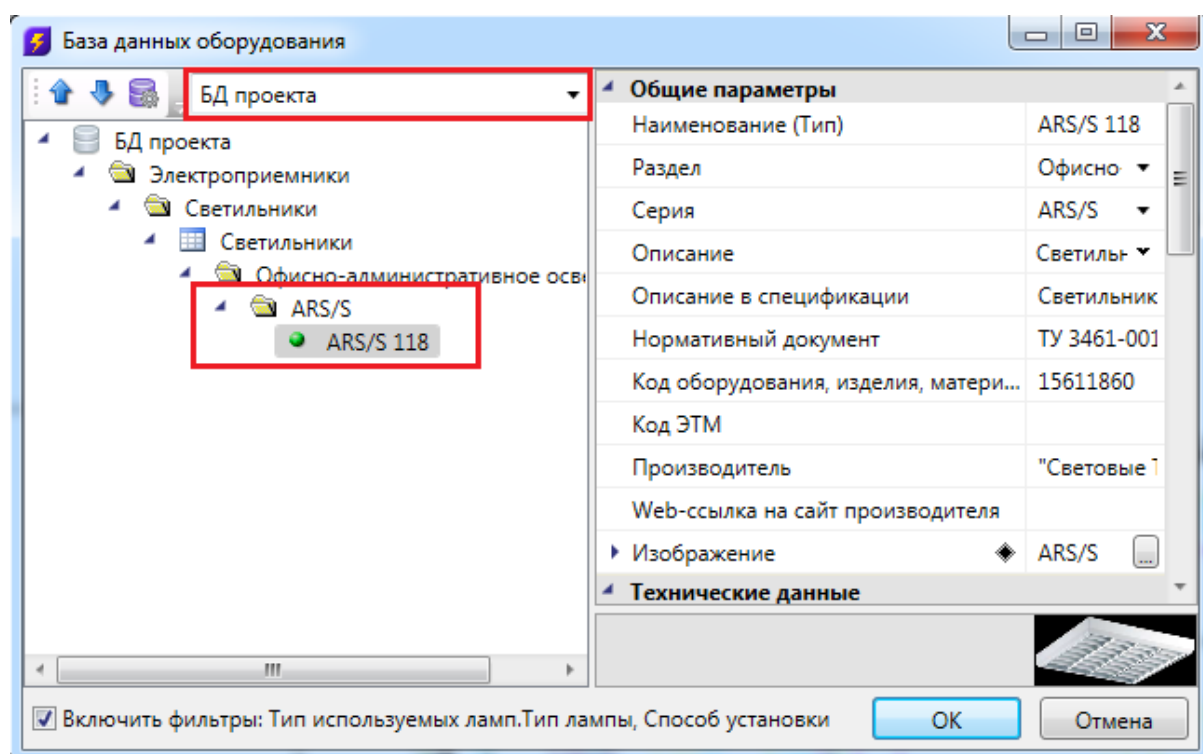 База данных оборудования
БД проекта
БД проекта
Электроприемники
Светильники
Светильники
Офисно-административное осв
ARS/S
ARS/S 118
Общие параметры
Наименование (Тип) ARS/S 118
Раздел Офисно-
Серия ARS/S
Описание Светильн
Описание в спецификации Светильник
Нормативный документ ТУ 3461-001
Код оборудования, изделия, матери... 15611860
Код ЭТМ
Производитель "Световые Т
Web-ссылка на сайт производителя
Изображение ARS/S ...
Технические данные
Включить фильтры: Тип используемых ламп.Тип лампы, Способ установки
OK
Отмена